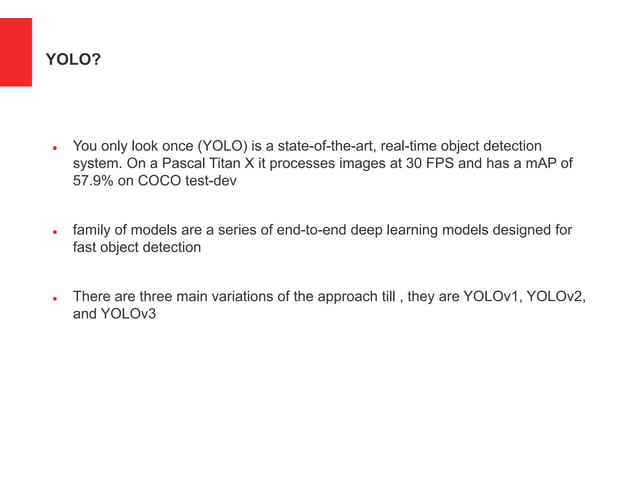 YOLO?
You only look once (YOLO) is a state-of-the-art, real-time object detection
system. On a Pascal Titan X it processes images at 30 FPS and has a mAP of
57.9% on COCO test-dev
family of models are a series of end-to-end deep learning models designed for
fast object detection
There are three main variations of the approach till , they are YOLOv1, YOLOv2,
and YOLOv3